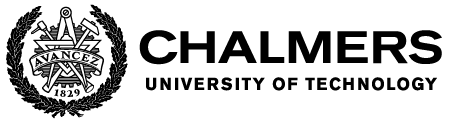 AVANCEZ
1829
CHALMERS
UNIVERSITY OF TECHNOLOGY